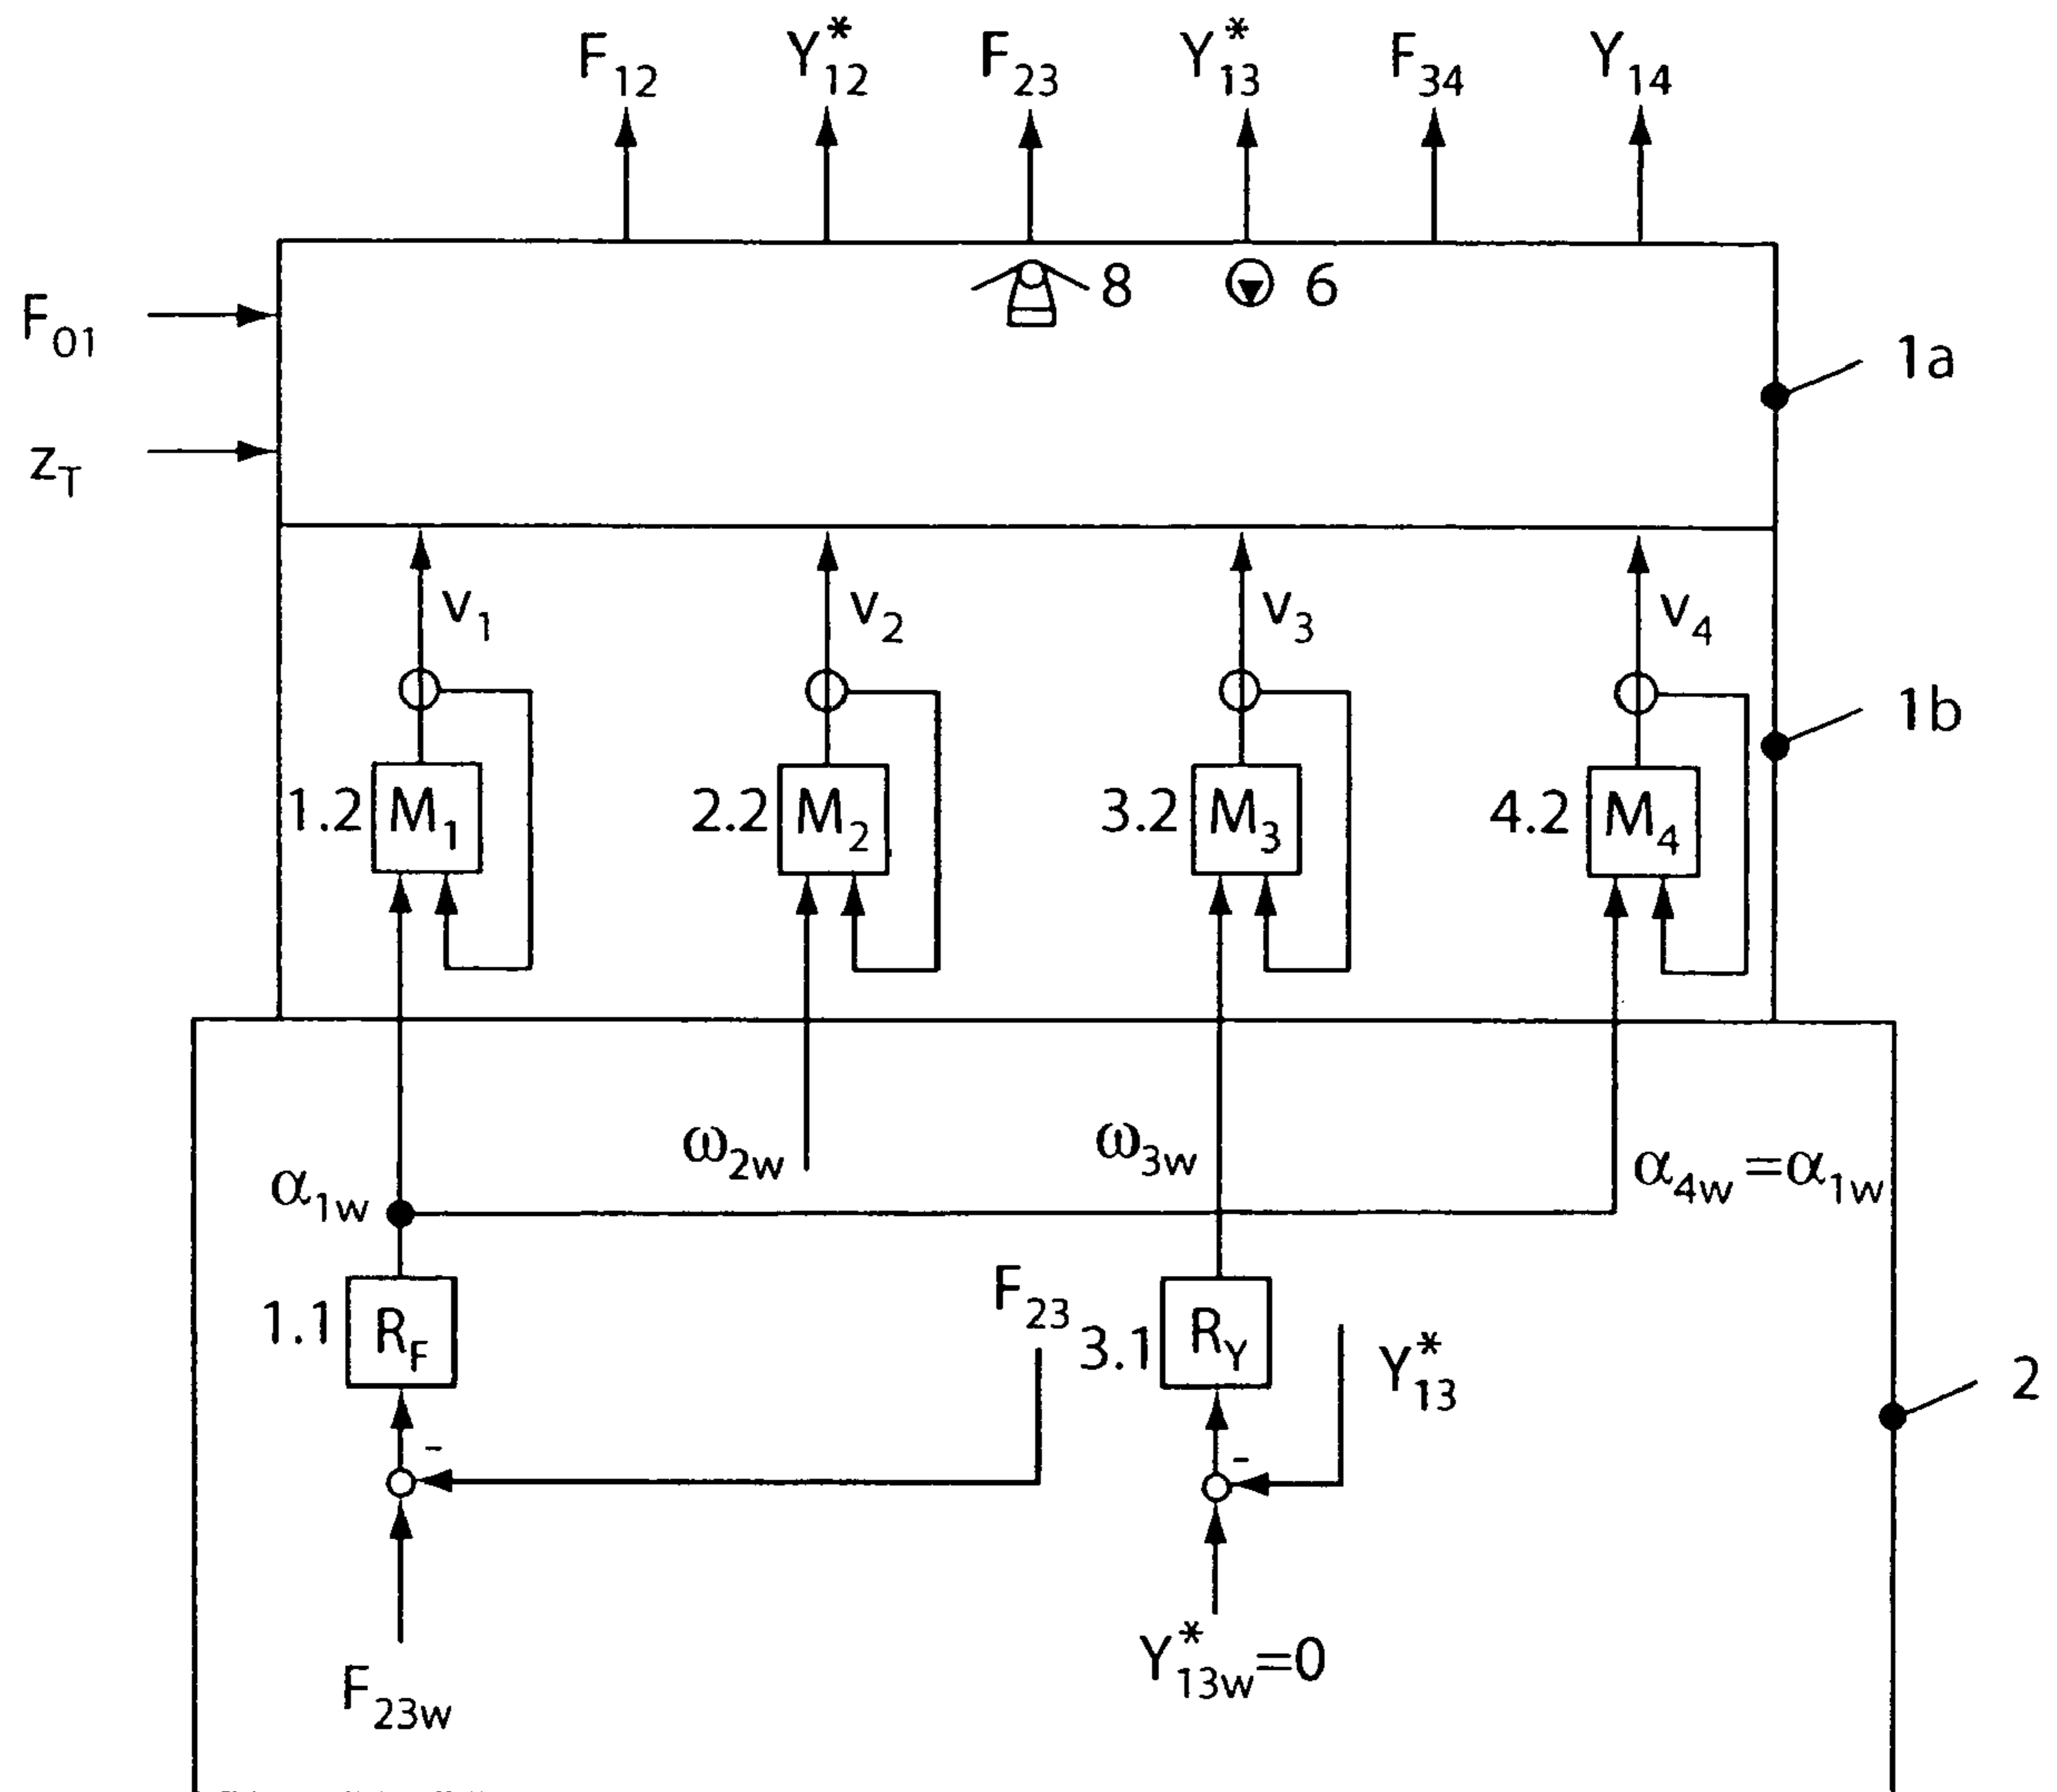 F12 Y*12 F23 Y*13 F34 Y14
8 6
F01
1a
zT
v1 v2 v3 v4
1b
1.2 M1 2.2 M2 3.2 M3 4.2 M4
ω2w ω3w
α1w α4w=α1w
F23
1.1 RF 3.1 RY Y*13
2
- -
F23w Y*13w=0